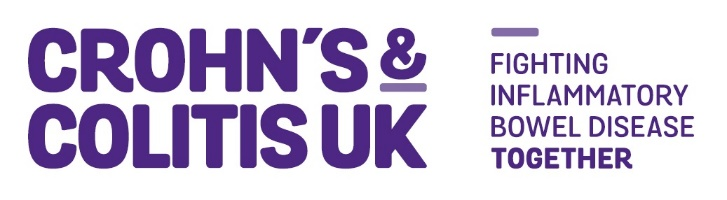 CROHN´S &
COLITIS UK
FIGHTING
INFLAMMATORY
BOWEL DISEASE
TOGETHER